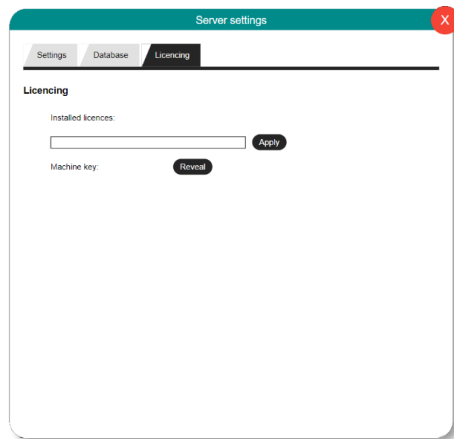 Server settings
X
Settings Database Licencing
Licencing
Installed licences:
Apply
Machine key: Reveal